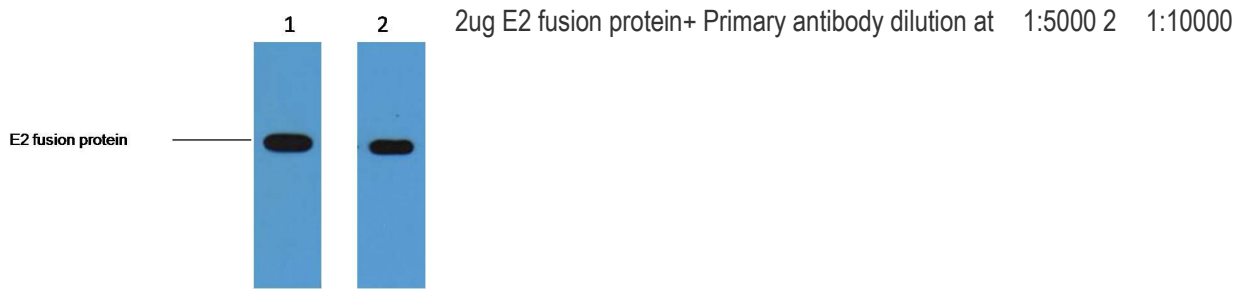 1 2 2ug E2 fusion protein+ Primary antibody dilution at 1:5000 2 1:10000
E2 fusion protein